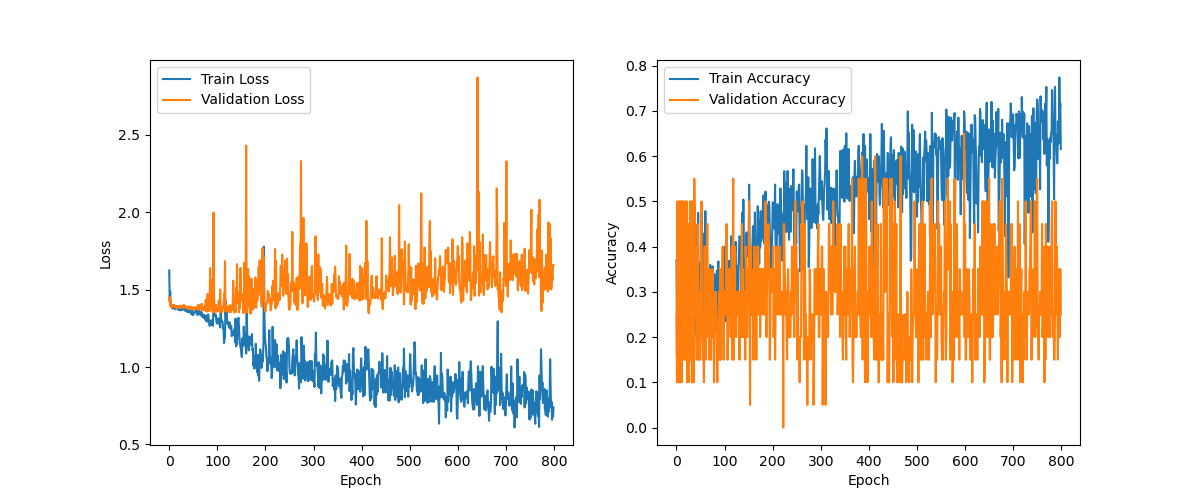 Train Loss
Validation Loss
2.5
2.0
1.5
1.0
0.5
Loss
0 100 200 300 400 500 600 700 800
Epoch
Train Accuracy
Validation Accuracy
0.8
0.7
0.6
0.5
0.4
0.3
0.2
0.1
0.0
Accuracy
0 100 200 300 400 500 600 700 800
Epoch